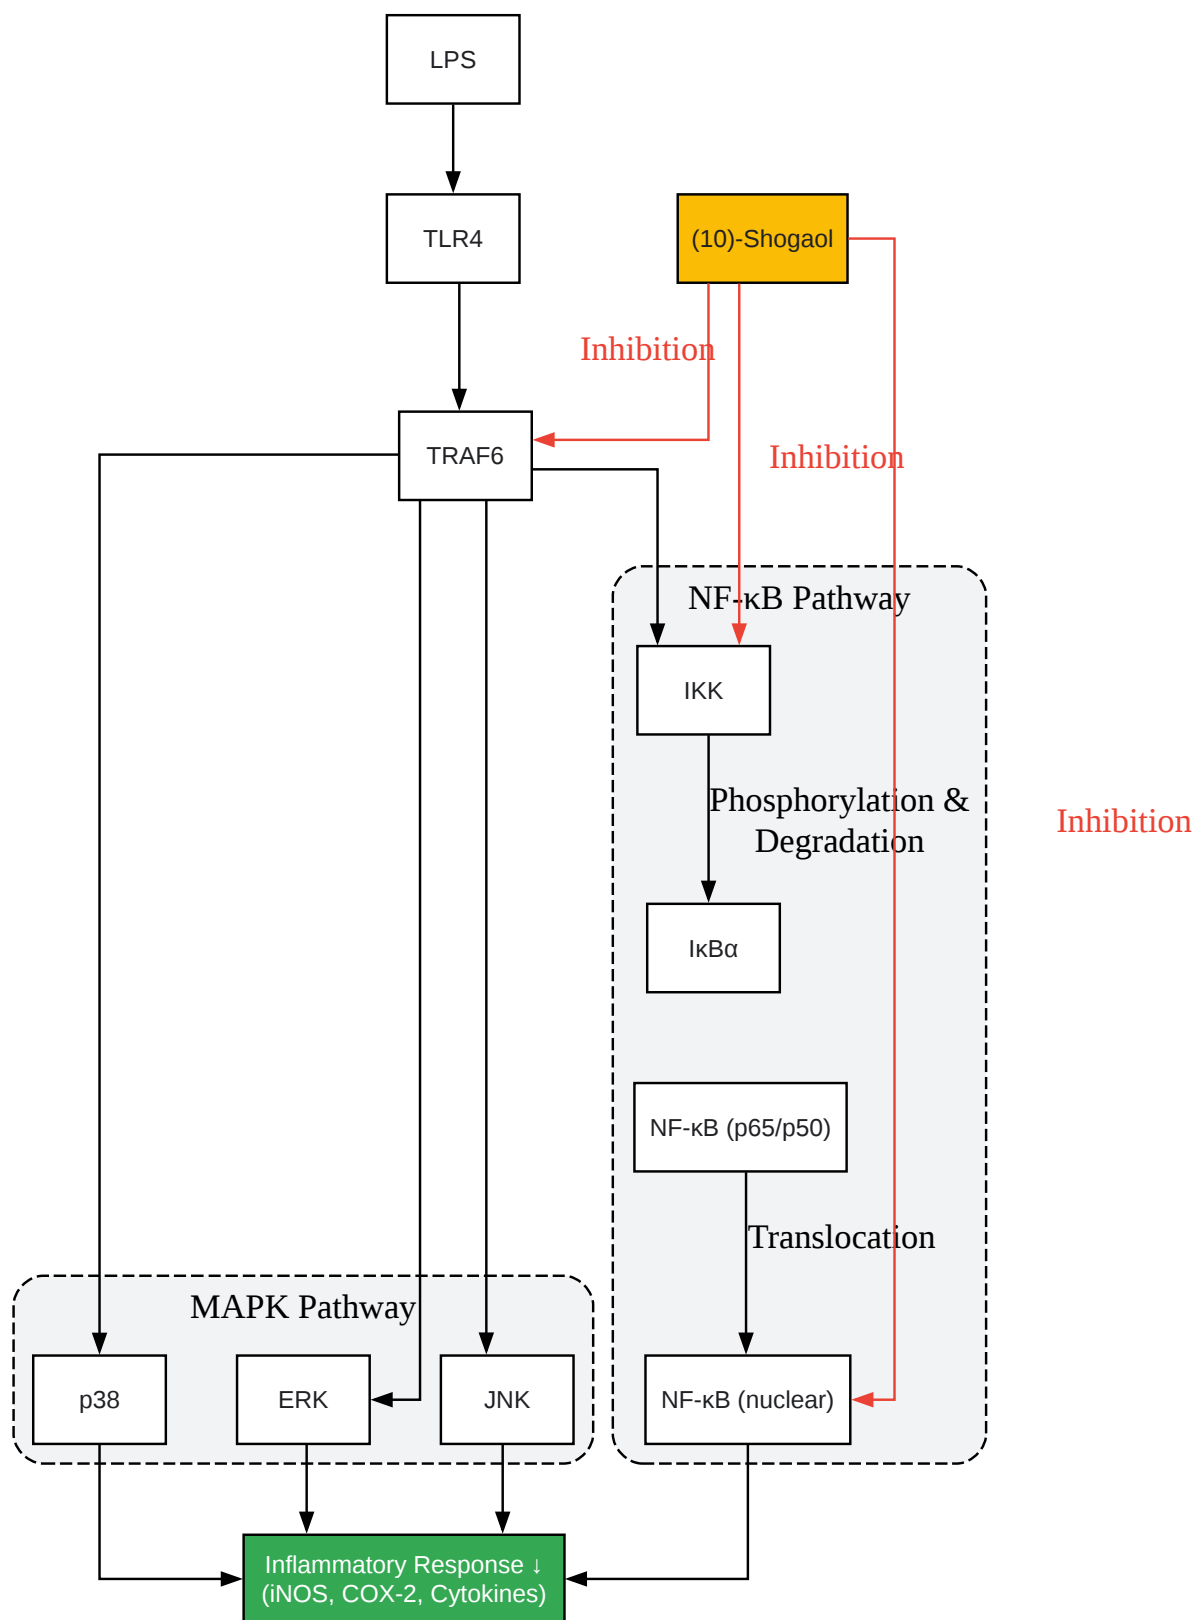 LPS
TLR4
(10)-Shogaol
Inhibition
TRAF6
Inhibition
NF-κB Pathway
IKK
Phosphorylation &
Degradation
Inhibition
IκBα
NF-κB (p65/p50)
Translocation
MAPK Pathway
p38
ERK
JNK
NF-κB (nuclear)
Inflammatory Response ↓
(iNOS, COX-2, Cytokines)